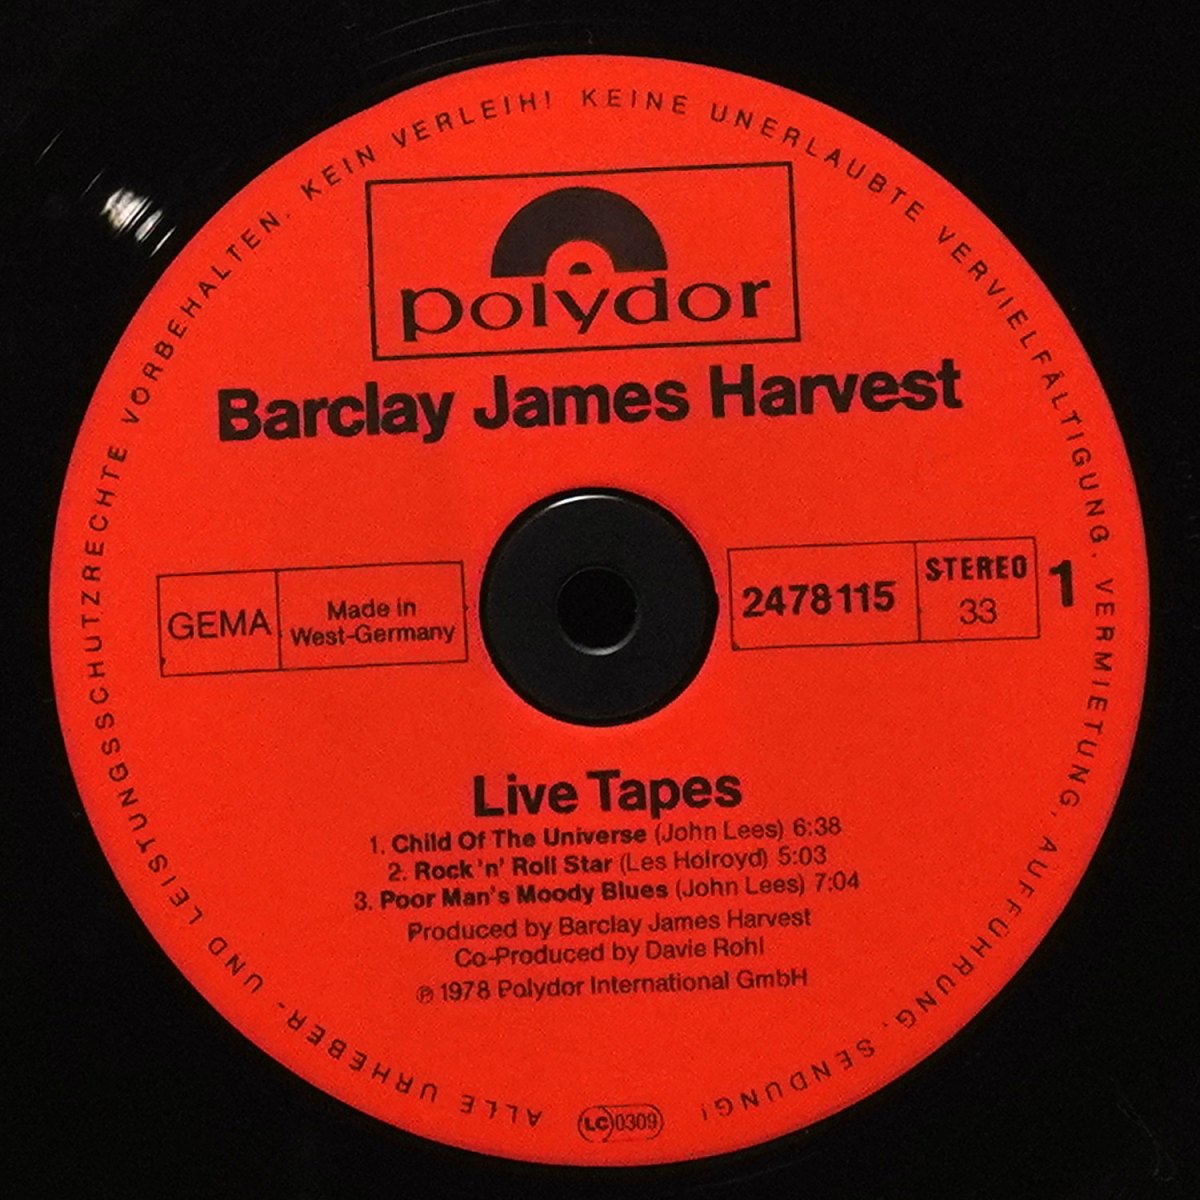 ALLE URHEBER- UND LEISTUNGSSCHUTZRECHTE VORBEHALTEN. KEIN VERLEIH! KEINE UNERLAUBTE VERVIELFÄLTIGUNG, VERMIETUNG, AUFFÜHRUNG, SENDUNG!
polydor
Barclay James Harvest
GEMA
Made in
West-Germany
2478115
STEREO
33
1
Live Tapes
1. Child Of The Universe (John Lees) 6:38
2. Rock 'n' Roll Star (Les Holroyd) 5:03
3. Poor Man's Moody Blues (John Lees) 7:04
Produced by Barclay James Harvest
Co-Produced by Davie Rohl
℗ 1978 Polydor International GmbH
LC 0309